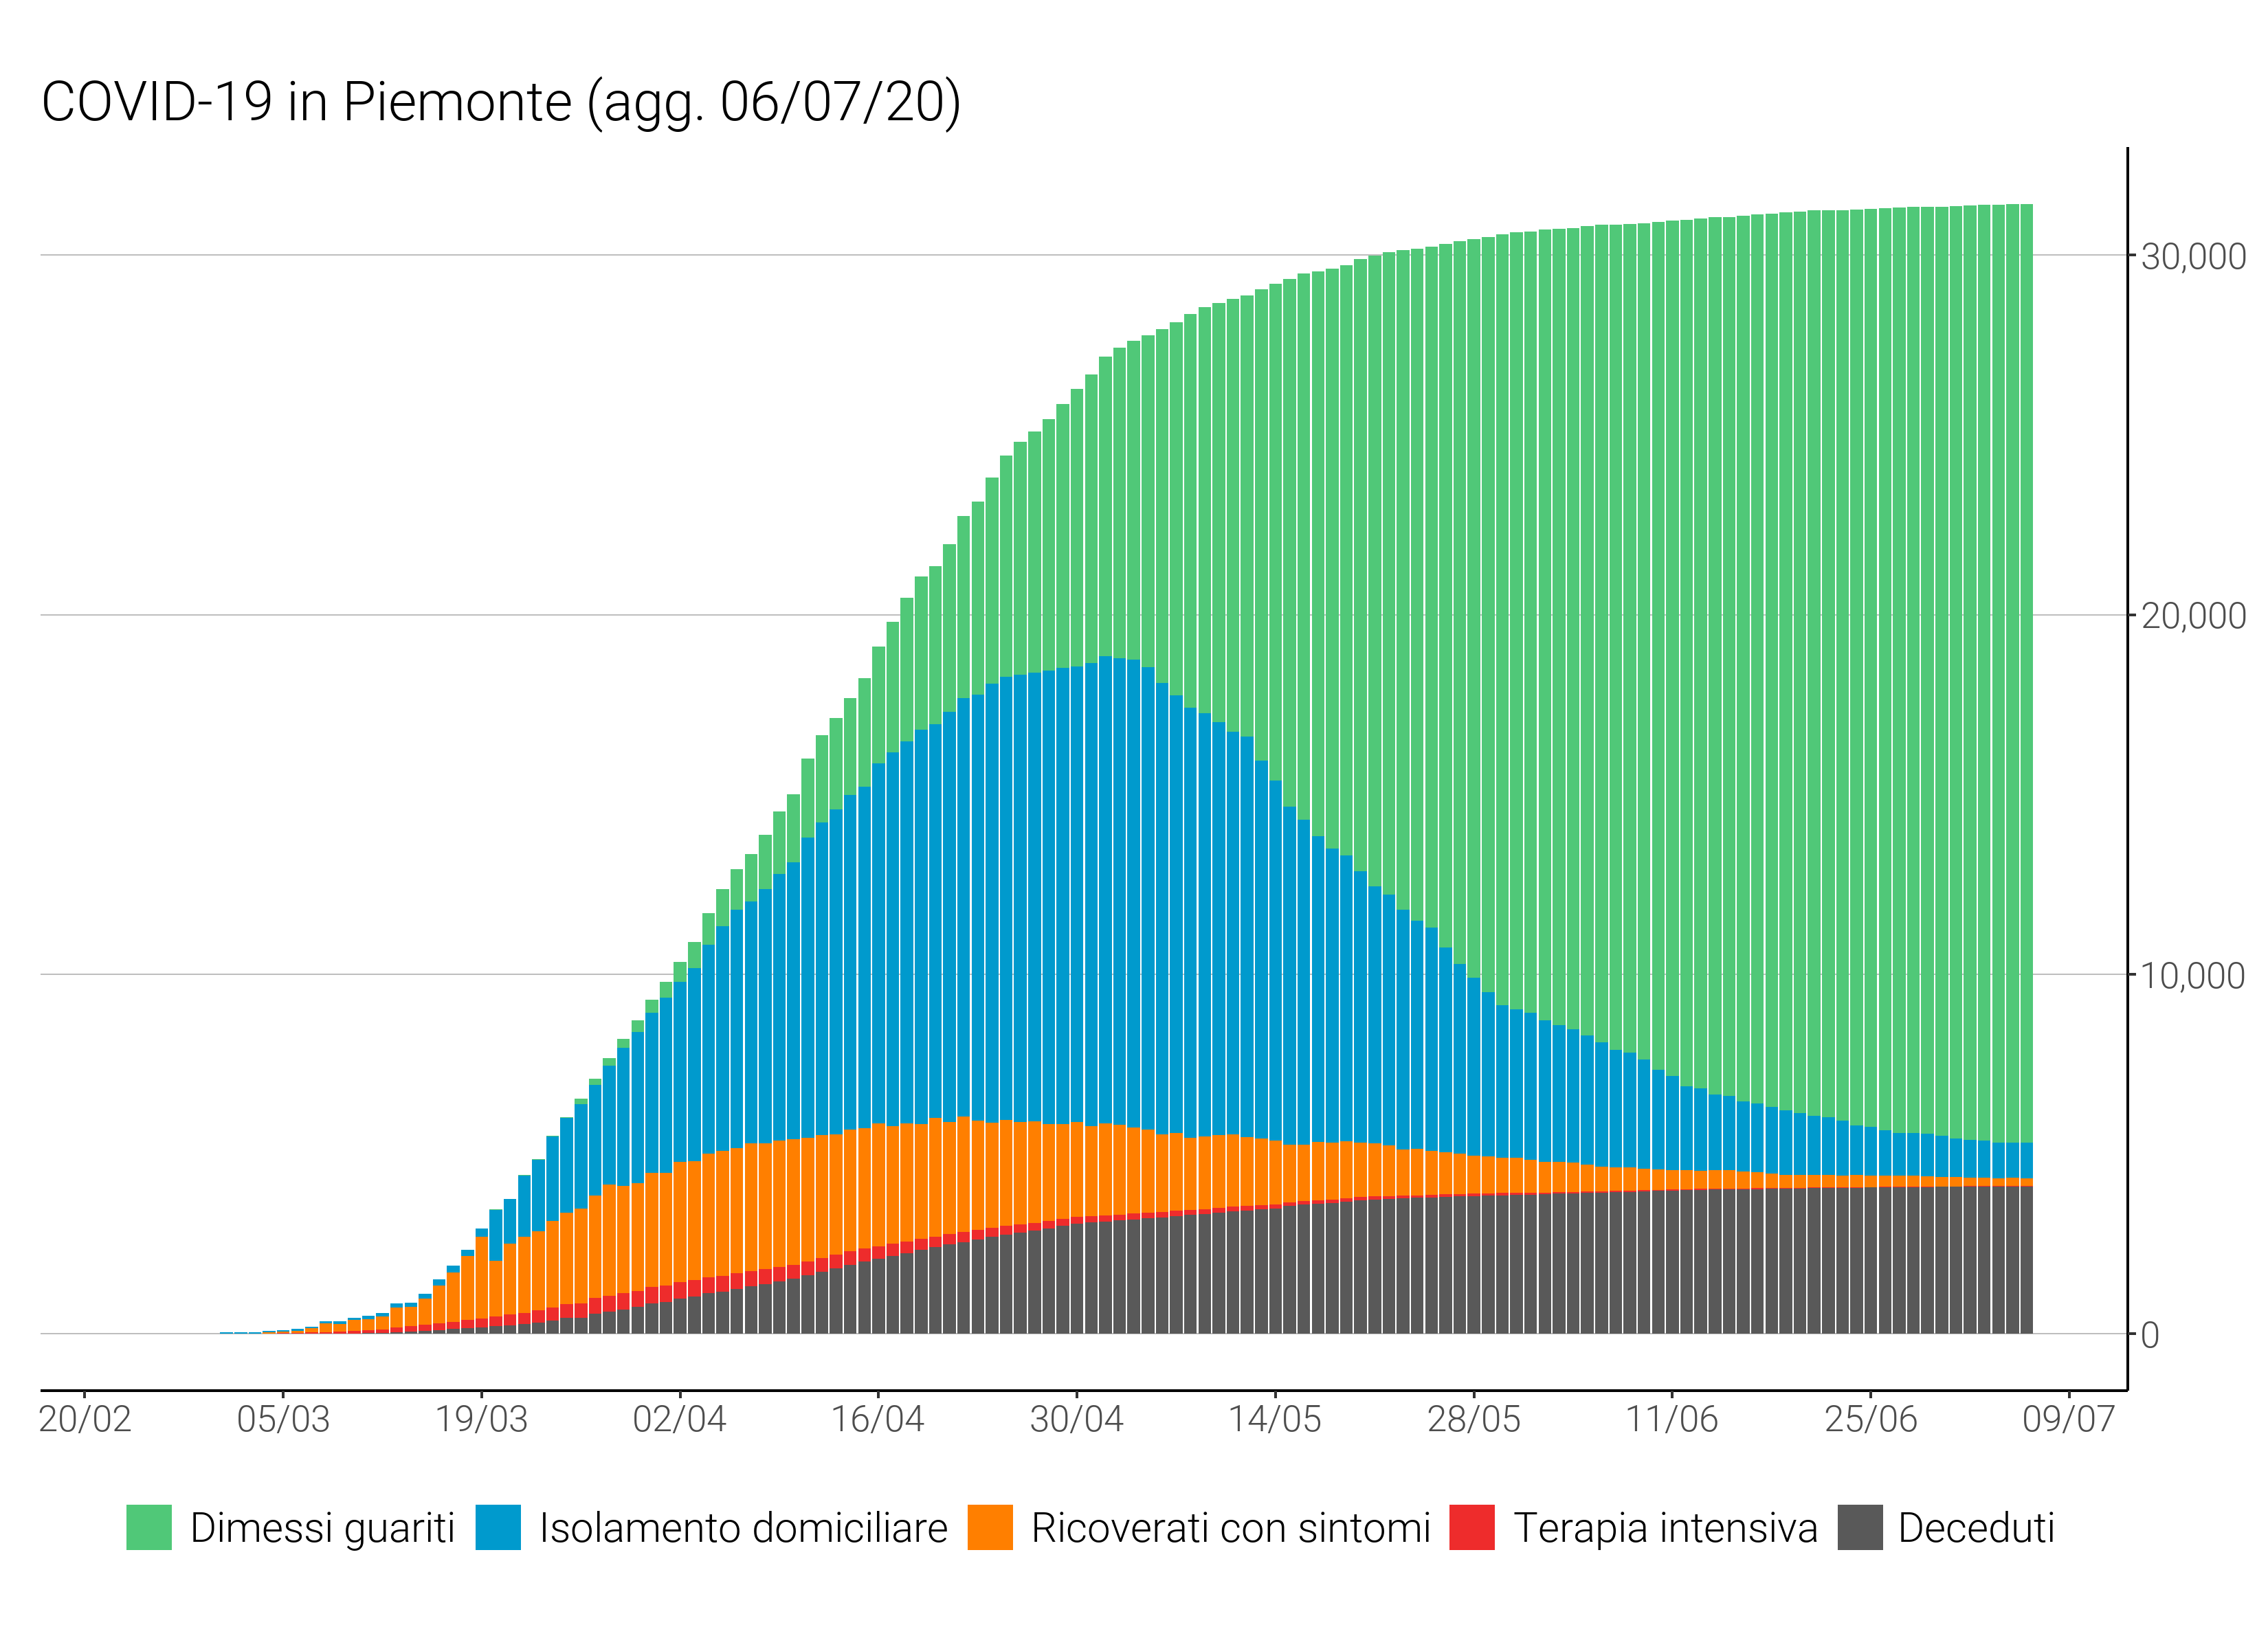 COVID-19 in Piemonte (agg. 06/07/20)
30,000
20,000
10,000
0
20/02 05/03 19/03 02/04 16/04 30/04 14/05 28/05 11/06 25/06 09/07
Dimessi guariti Isolamento domiciliare Ricoverati con sintomi Terapia intensiva Deceduti